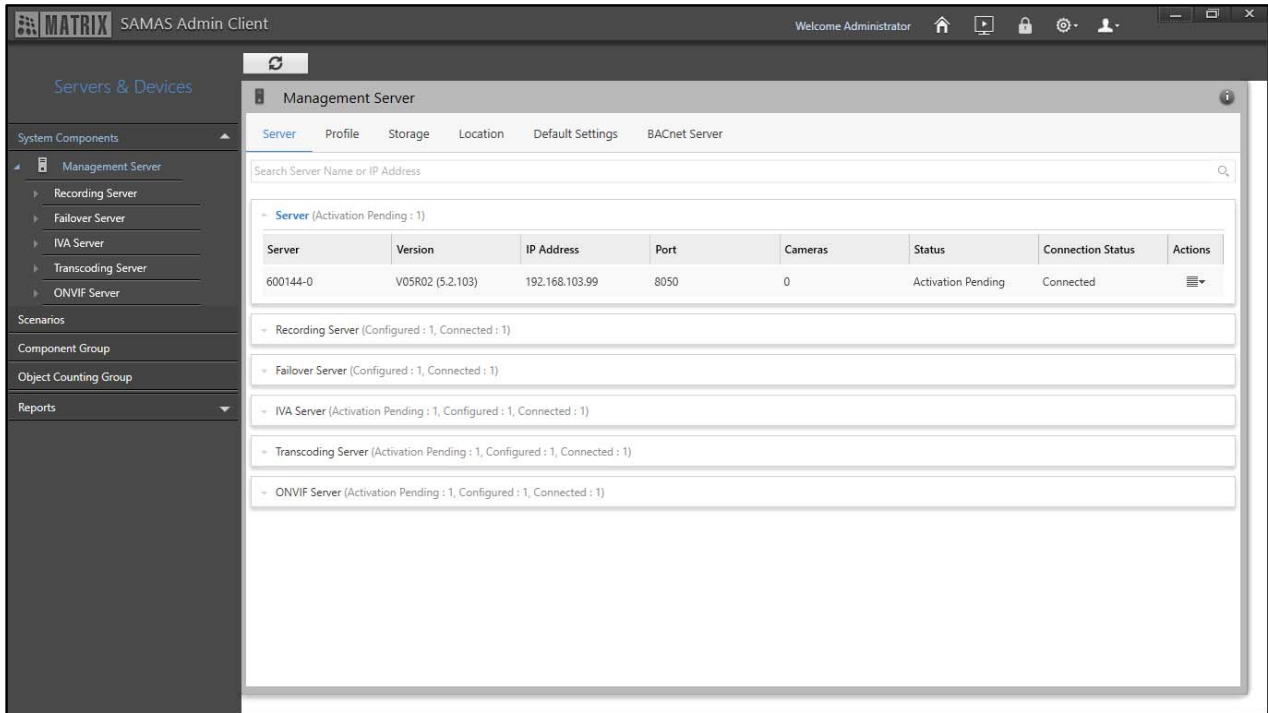 MATRIX SAMAS Admin Client
Welcome Administrator
Servers & Devices
System Components
Management Server
Recording Server
Failover Server
IVA Server
Transcoding Server
ONVIF Server
Scenarios
Component Group
Object Counting Group
Reports
Management Server
Server Profile Storage Location Default Settings BACnet Server
Search Server Name or IP Address
Server (Activation Pending : 1)
Server Version IP Address Port Cameras Status Connection Status Actions
600144-0 V05R02 (5.2.103) 192.168.103.99 8050 0 Activation Pending Connected
Recording Server (Configured : 1, Connected : 1)
Failover Server (Configured : 1, Connected : 1)
IVA Server (Activation Pending : 1, Configured : 1, Connected : 1)
Transcoding Server (Activation Pending : 1, Configured : 1, Connected : 1)
ONVIF Server (Activation Pending : 1, Configured : 1, Connected : 1)